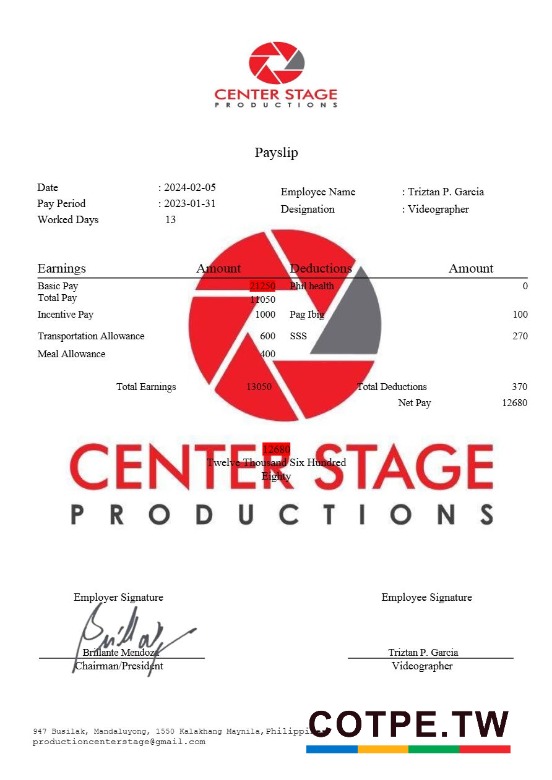 CENTER STAGE
PRODUCTIONS
Payslip
Date : 2024-02-05
Pay Period : 2023-01-31
Worked Days 13
Employee Name : Triztan P. Garcia
Designation : Videographer
Earnings Amount Deductions Amount
Basic Pay 21250 Phil health 0
Total Pay 11050
Incentive Pay 1000 Pag Ibig 100
Transportation Allowance 600 SSS 270
Meal Allowance 400
Total Earnings 13050 Total Deductions 370
Net Pay 12680
12680
Twelve Thousand Six Hundred
Eighty
CENTER STAGE
PRODUCTIONS
Employer Signature Employee Signature
Brillante Mendoza Triztan P. Garcia
Chairman/President Videographer
947 Busilak, Mandaluyong, 1550 Kalakhang Maynila, Philippines
productioncenterstage@gmail.com
COTPE.TW